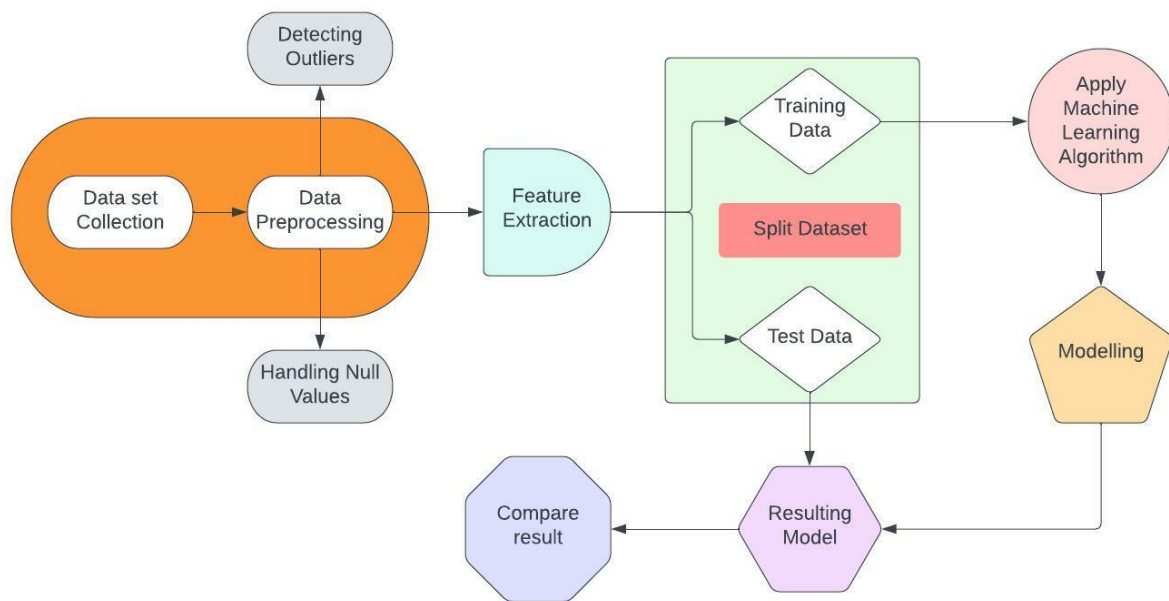 Detecting
Outliers
Data set
Collection
Data
Preprocessing
Handling Null
Values
Feature
Extraction
Training
Data
Split Dataset
Test Data
Apply
Machine
Learning
Algorithm
Modelling
Resulting
Model
Compare
result